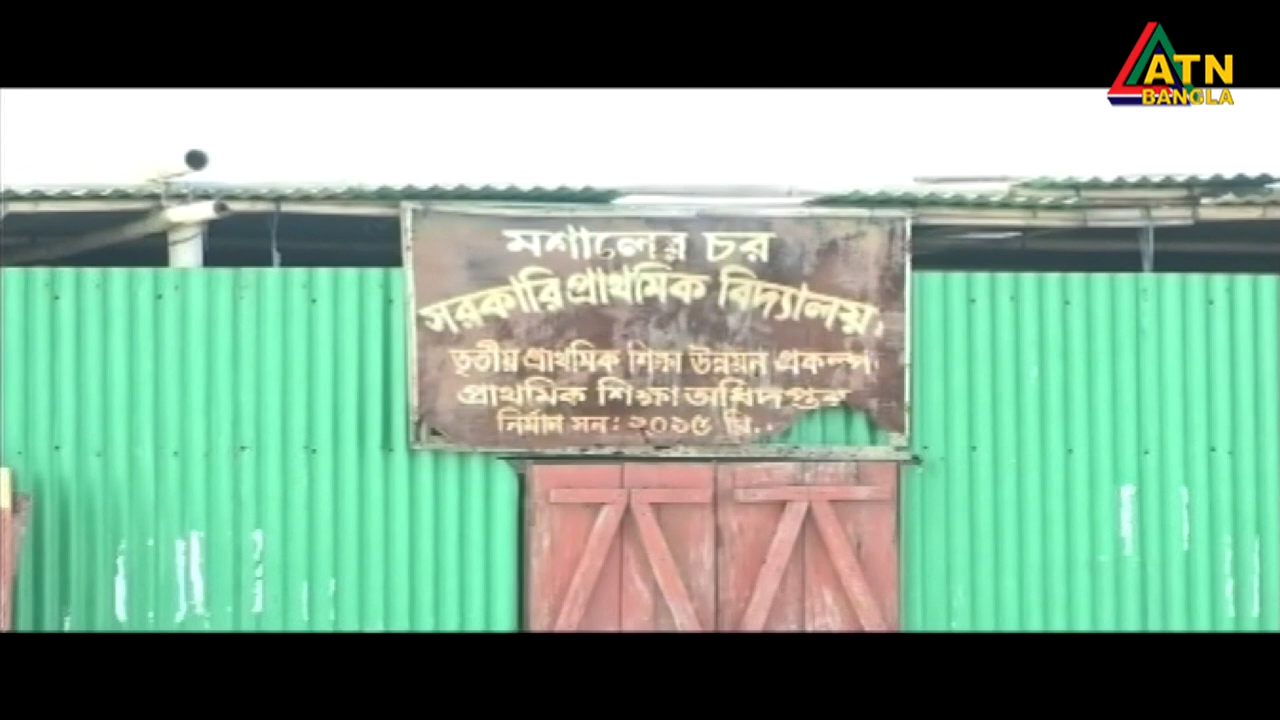 ATN
BANGLA
মশালের চর
সরকারি প্রাথমিক বিদ্যালয়।
তৃতীয় প্রাথমিক শিক্ষা উন্নয়ন প্রকল্প।
প্রাথমিক শিক্ষা অধিদপ্তর
নির্মান সন: ২০১৫ খ্রি..